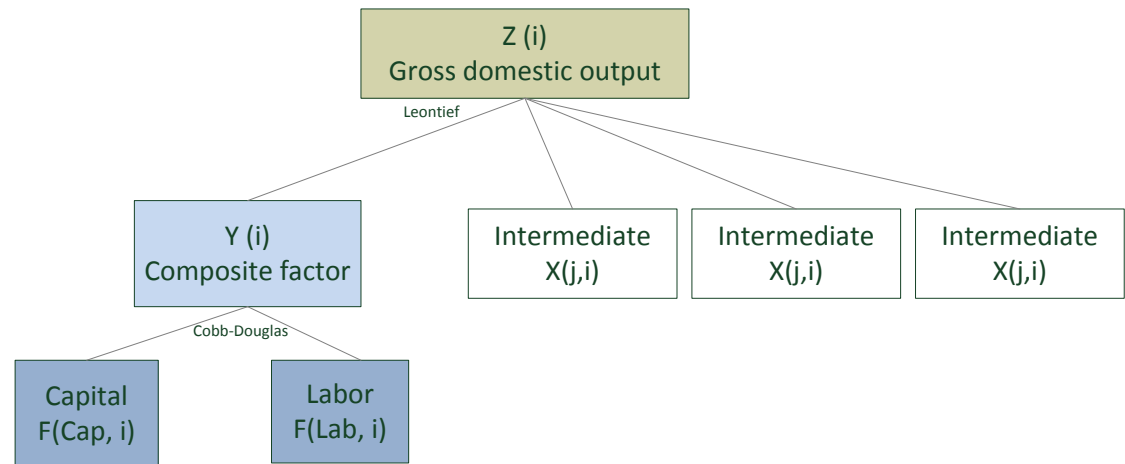 Z (i)
Gross domestic output
Leontief
Y (i)
Composite factor
Intermediate
X(j,i)
Intermediate
X(j,i)
Intermediate
X(j,i)
Cobb-Douglas
Capital
F(Cap, i)
Labor
F(Lab, i)